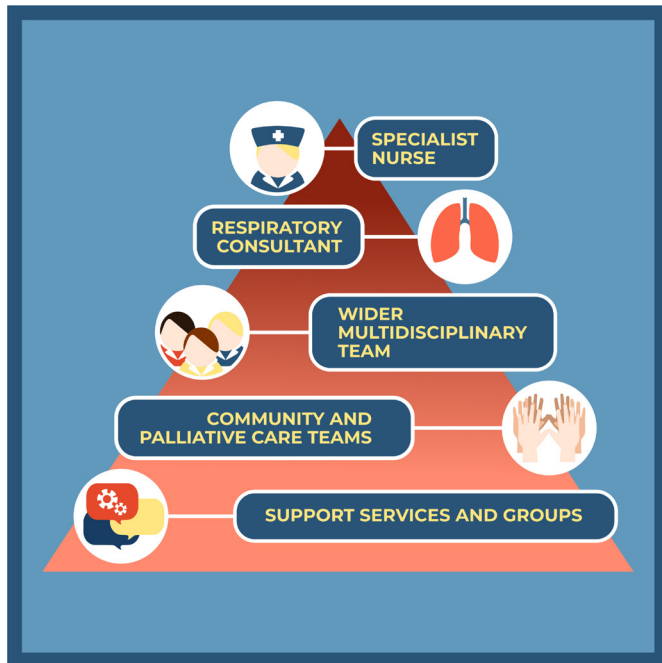 SPECIALIST
NURSE
RESPIRATORY
CONSULTANT
WIDER
MULTIDISCIPLINARY
TEAM
COMMUNITY AND
PALLIATIVE CARE TEAMS
SUPPORT SERVICES AND GROUPS